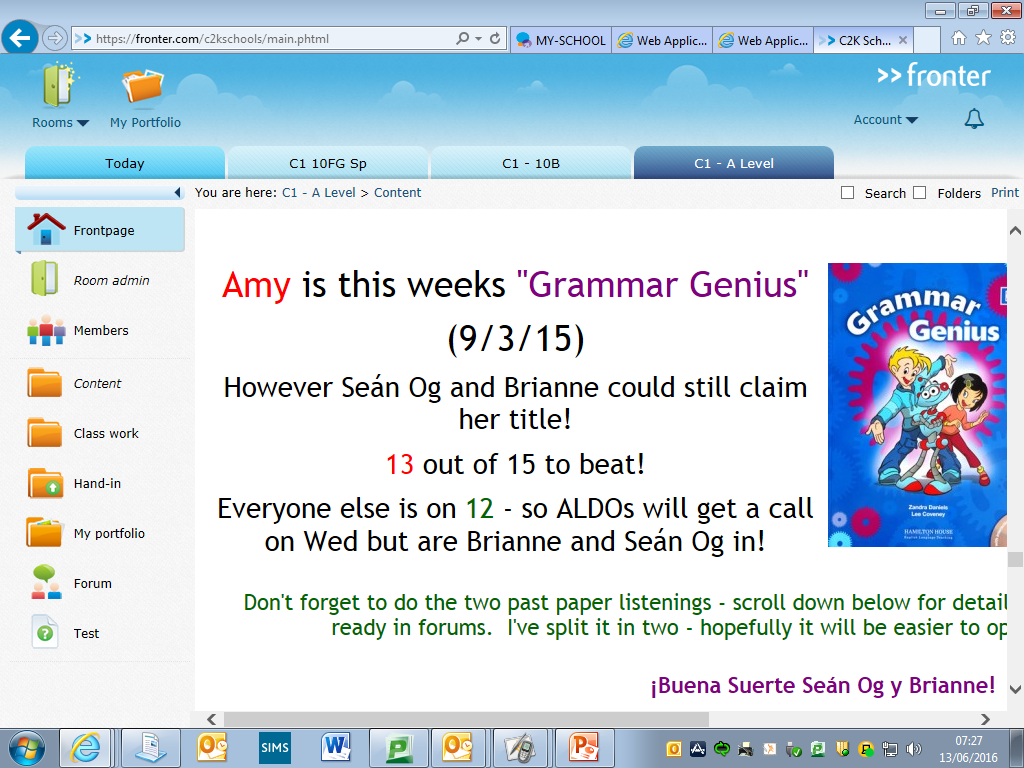 https://fronter.com/c2kschools/main.phtml
MY-SCHOOL
Web Applic...
Web Applic...
C2K Sch...
Rooms
My Portfolio
fronter
Account
Today
C1 10FG Sp
C1 - 10B
C1 - A Level
You are here: C1 - A Level > Content
Search
Folders
Print
Frontpage
Room admin
Members
Content
Class work
Hand-in
My portfolio
Forum
Test
Amy is this weeks "Grammar Genius"
(9/3/15)
However Seán Og and Brianne could still claim
her title!
13 out of 15 to beat!
Everyone else is on 12 - so ALDOs will get a call
on Wed but are Brianne and Seán Og in!
Grammar
Genius
Zandra Daniels
Lee Coveney
HAMILTON HOUSE
Don't forget to do the two past paper listenings - scroll down below for detail
ready in forums. I've split it in two - hopefully it will be easier to op
¡Buena Suerte Seán Og y Brianne!
SIMS
07:27
13/06/2016